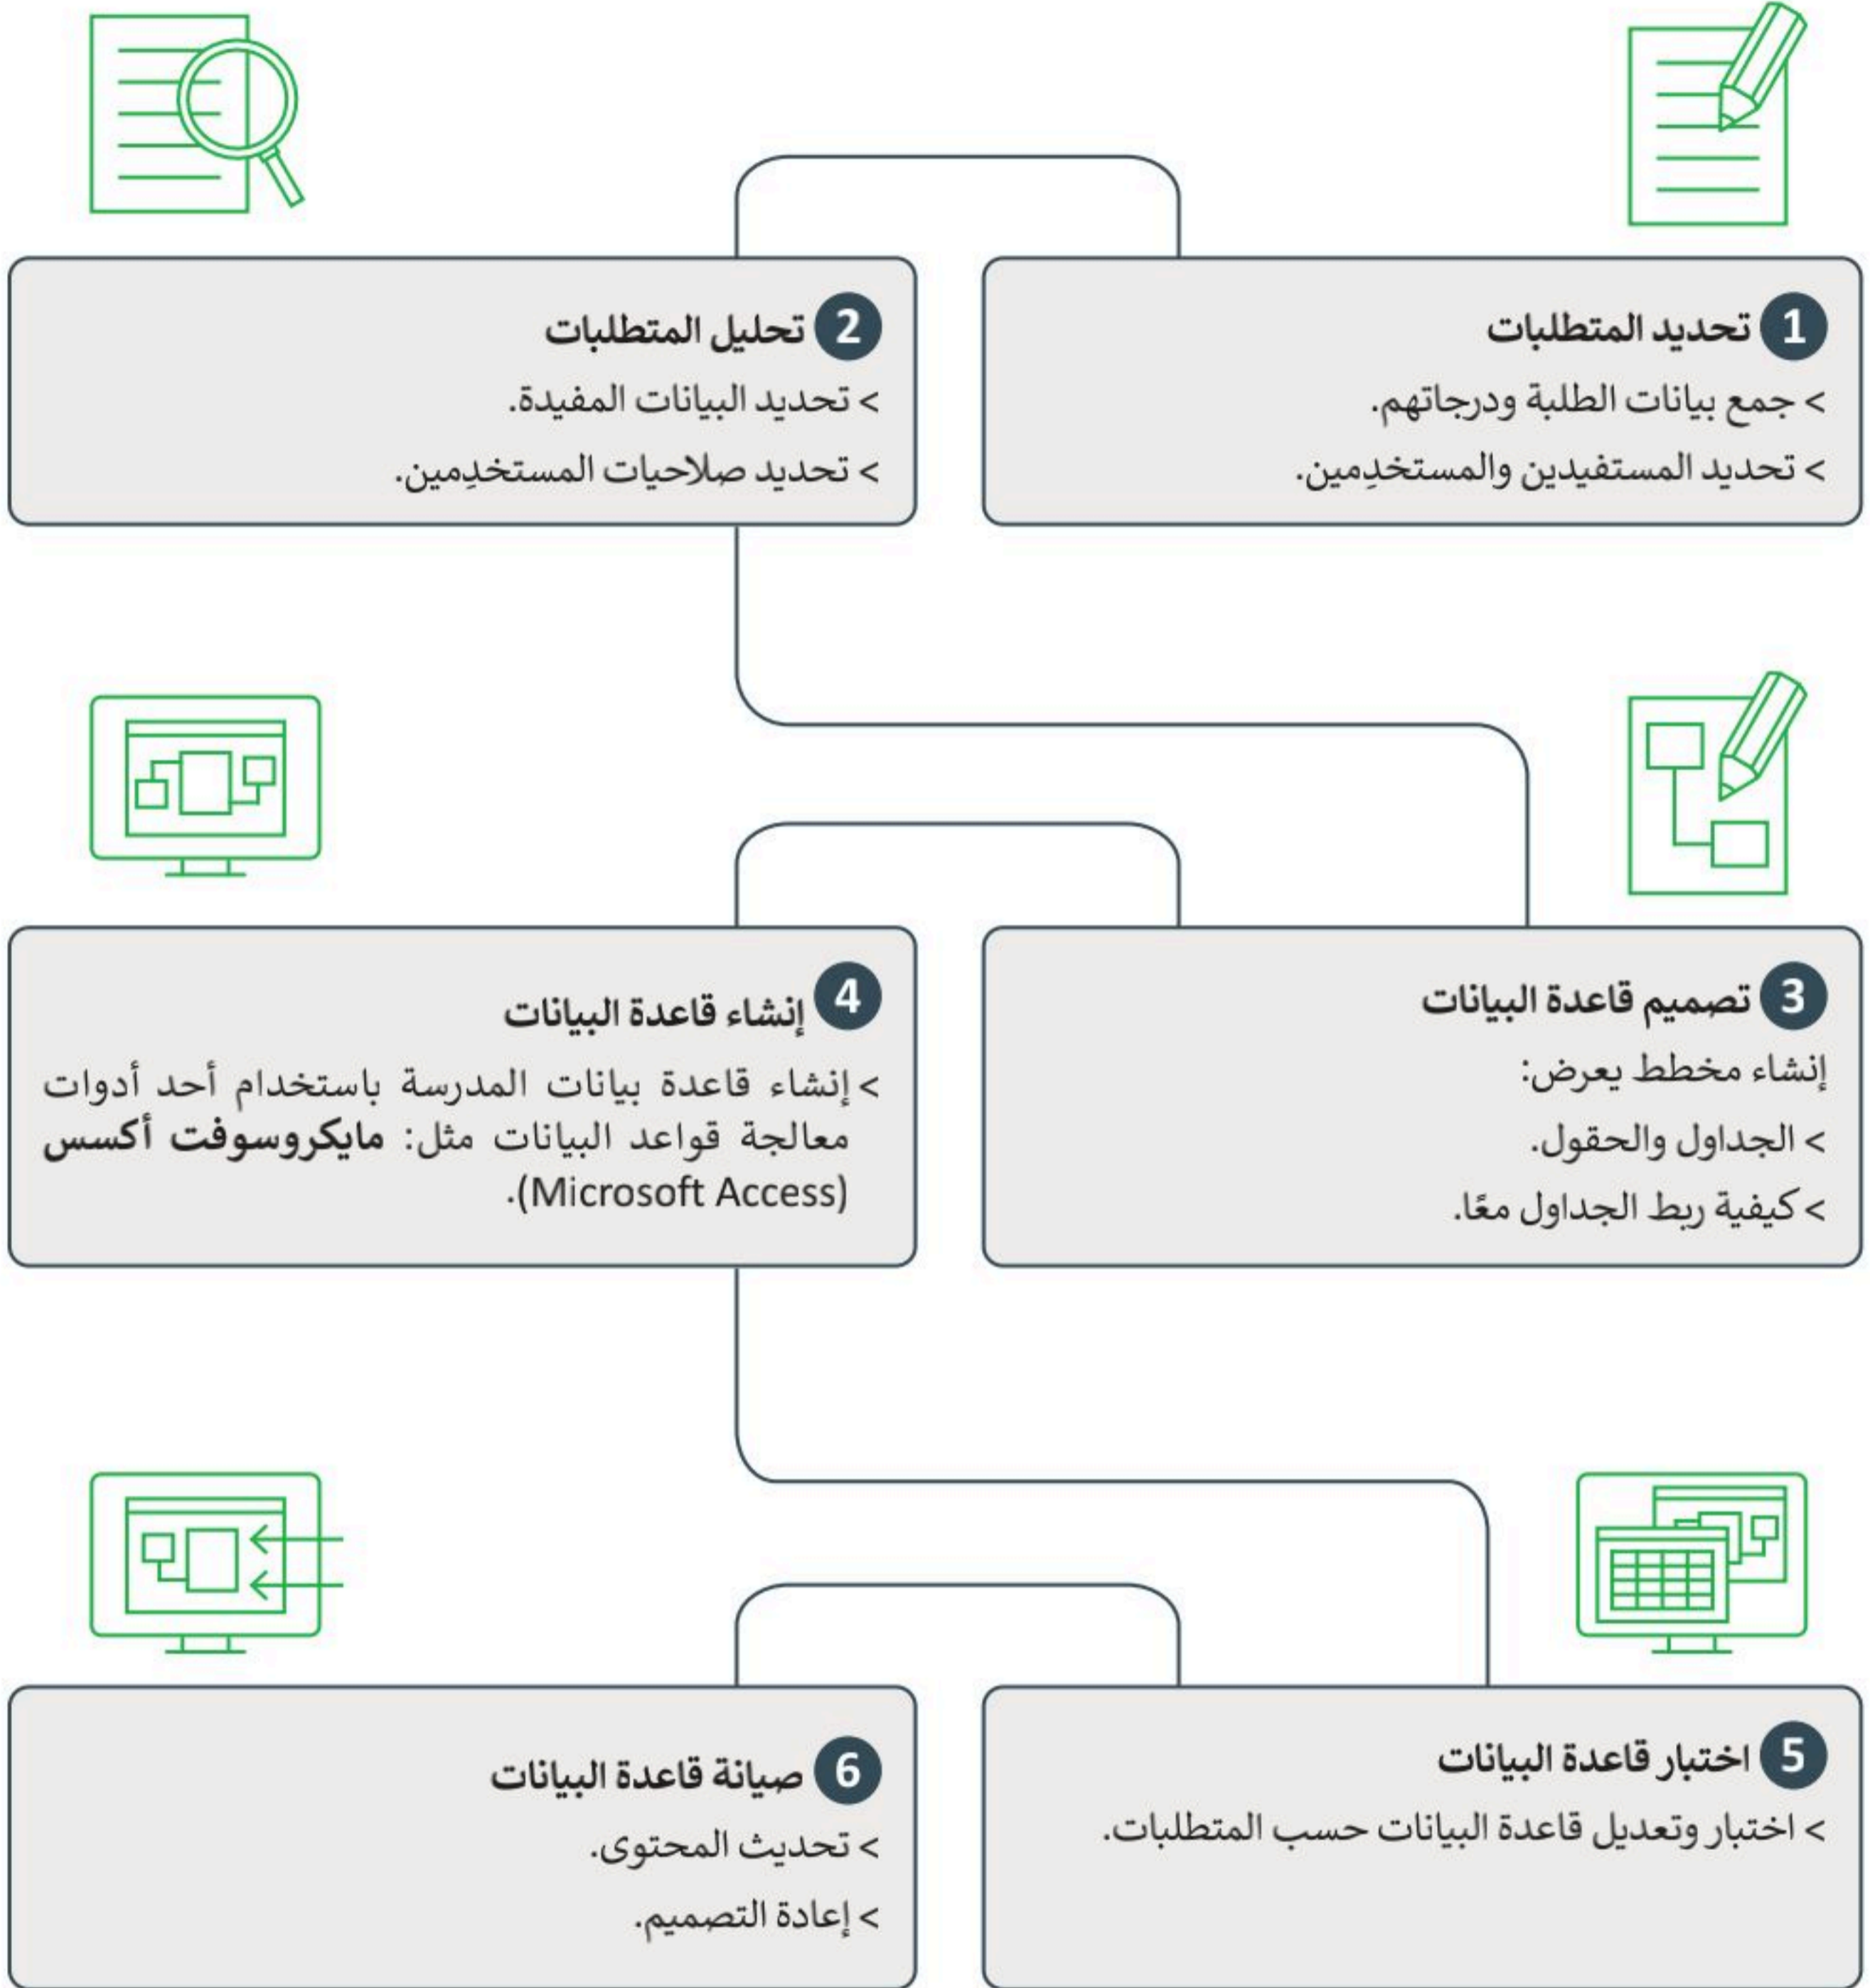 1 تحديد المتطلبات
> جمع بيانات الطلبة ودرجاتهم.
> تحديد المستفيدين والمستخدِمين.
2 تحليل المتطلبات
> تحديد البيانات المفيدة.
> تحديد صلاحيات المستخدِمين.
3 تصميم قاعدة البيانات
إنشاء مخطط يعرض:
> الجداول والحقول.
> كيفية ربط الجداول معًا.
4 إنشاء قاعدة البيانات
> إنشاء قاعدة بيانات المدرسة باستخدام أحد أدوات
معالجة قواعد البيانات مثل: مايكروسوفت أكسس
(Microsoft Access).
5 اختبار قاعدة البيانات
> اختبار وتعديل قاعدة البيانات حسب المتطلبات.
6 صيانة قاعدة البيانات
> تحديث المحتوى.
> إعادة التصميم.